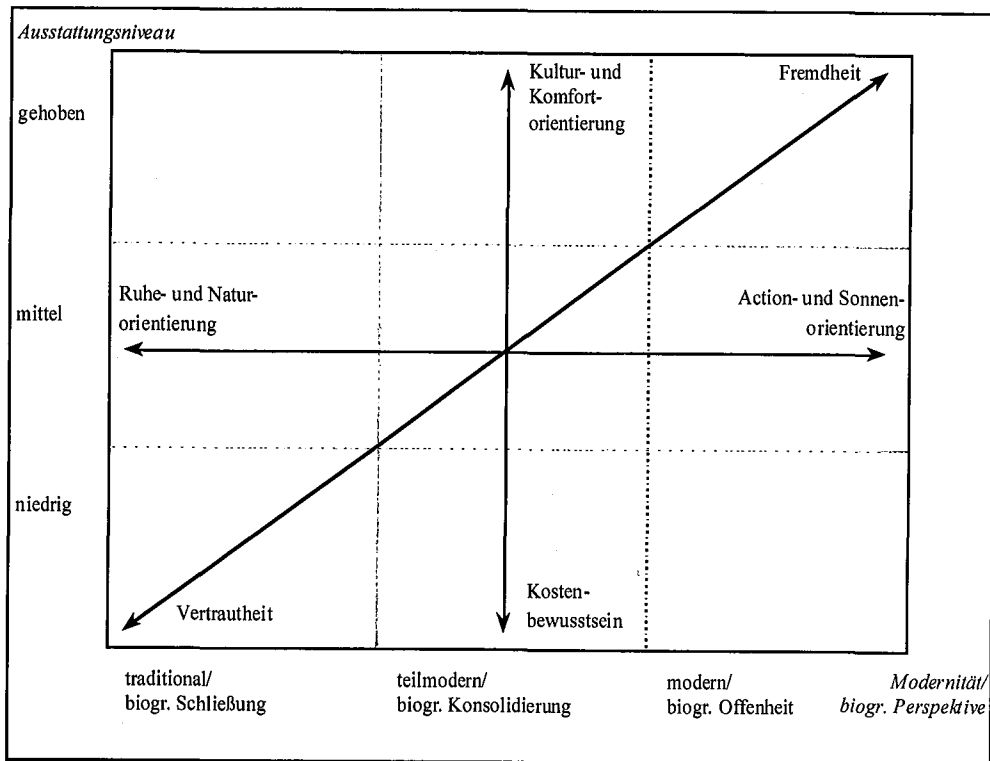 Ausstattungsniveau
gehoben
Kultur- und
Komfort-
orientierung
Fremdheit
mittel
Ruhe- und Natur-
orientierung
Action- und Sonnen-
orientierung
niedrig
Vertrautheit
Kosten-
bewusstsein
traditional/
biogr. Schließung
teilmodern/
biogr. Konsolidierung
modern/
biogr. Offenheit
Modernität/
biogr. Perspektive